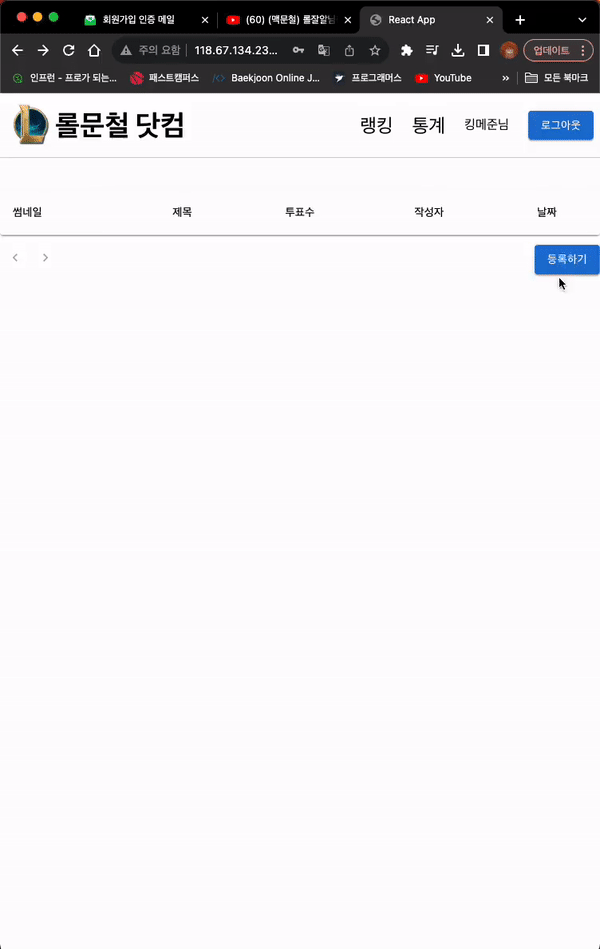 회원가입 인증 메일
(60) (맥문철) 롤잘알님
React App
주의 요함
118.67.134.23...
업데이트
인프런 - 프로가 되는...
패스트캠퍼스
Baekjoon Online J...
프로그래머스
YouTube
»
모든 북마크
롤문철 닷컴
랭킹
통계
킹메준님
로그아웃
썸네일
제목
투표수
작성자
날짜
등록하기